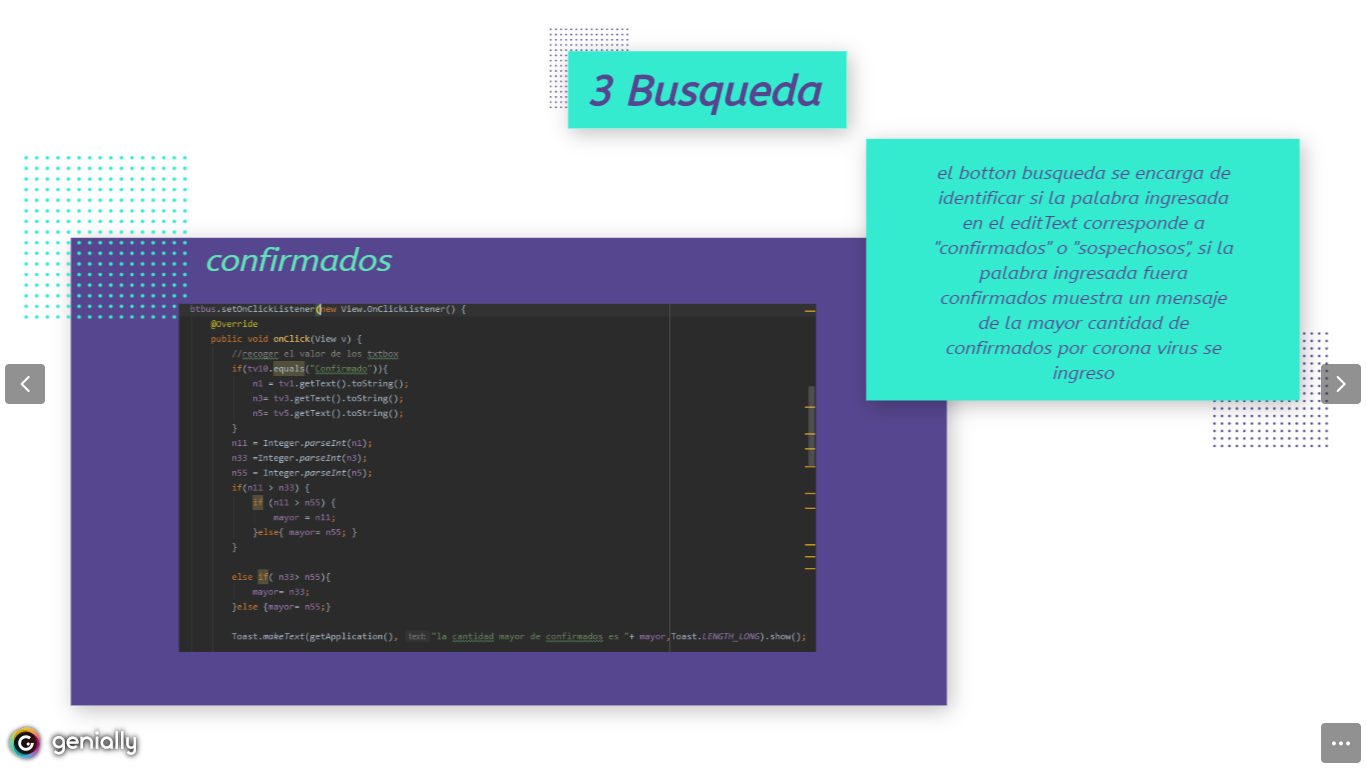 3 Busqueda
el botton busqueda se encarga de
identificar si la palabra ingresada
en el editText corresponde a
"confirmados" o "sospechosos", si la
palabra ingresada fuera
confirmados muestra un mensaje
de la mayor cantidad de
confirmados por corona virus se
ingreso
confirmados
btbus.setOnClickListener(new View.OnClickListener() {
@Override
public void onClick(View v) {
//recoger el valor de los txtbox
if(tv10.equals("Confirmado")){
n1 = tv1.getText().toString();
n3= tv3.getText().toString();
n5= tv5.getText().toString();
}
n11 = Integer.parseInt(n1);
n33 =Integer.parseInt(n3);
n55 = Integer.parseInt(n5);
if(n11 > n33) {
if (n11 > n55) {
mayor = n11;
}else{ mayor= n55; }
}
else if( n33> n55){
mayor= n33;
}else {mayor= n55;}
Toast.makeText(getApplication(), text: "la cantidad mayor de confirmados es "+ mayor,Toast.LENGTH_LONG).show();
genially